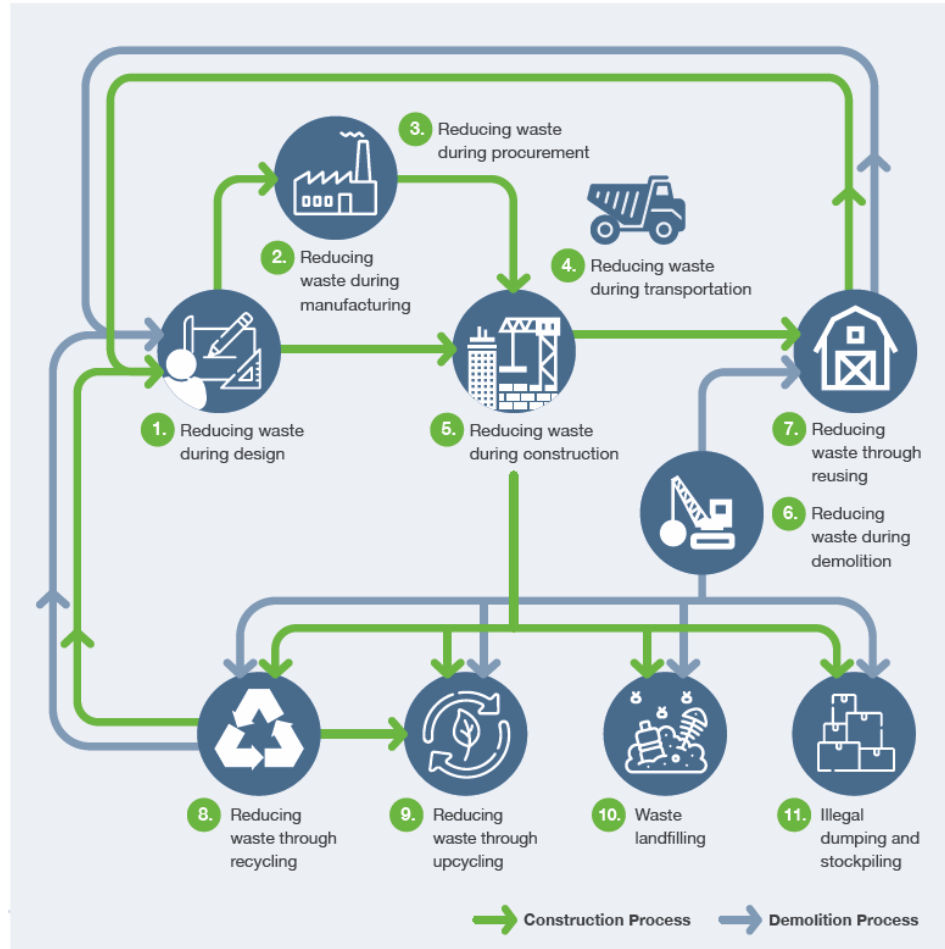 3. Reducing waste
during procurement
2. Reducing
waste during
manufacturing
4. Reducing waste
during transportation
1. Reducing waste
during design
5. Reducing waste
during construction
7. Reducing
waste through
reusing
6. Reducing
waste during
demolition
8. Reducing
waste through
recycling
9. Reducing
waste through
upcycling
10. Waste
landfilling
11. Illegal
dumping and
stockpiling
Construction Process
Demolition Process